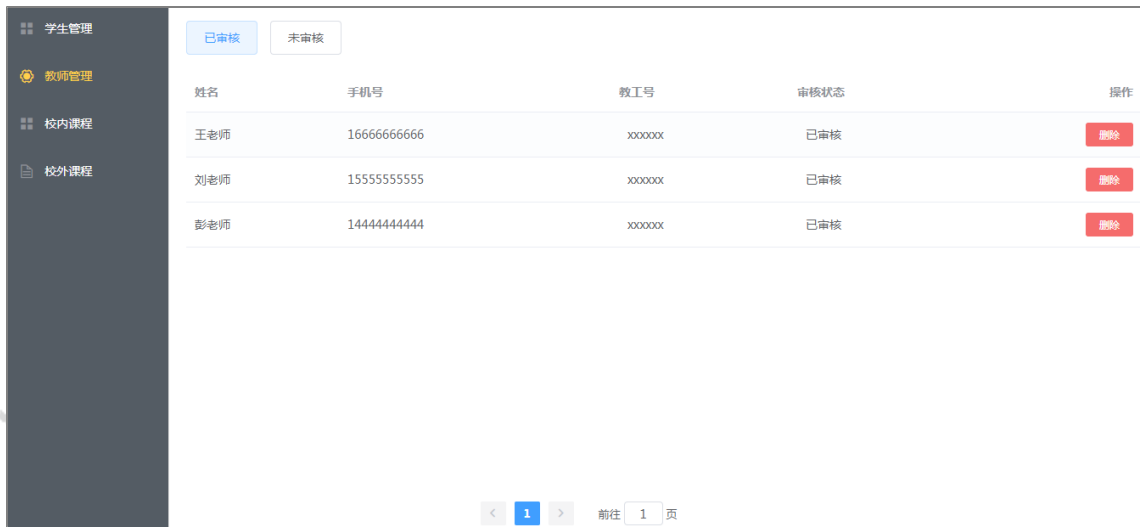 学生管理
教师管理
校内课程
校外课程
已审核 未审核
姓名 手机号 教工号 审核状态 操作
王老师 16666666666 xxxxxx 已审核 删除
刘老师 15555555555 xxxxxx 已审核 删除
彭老师 14444444444 xxxxxx 已审核 删除
< 1 > 前往 1 页